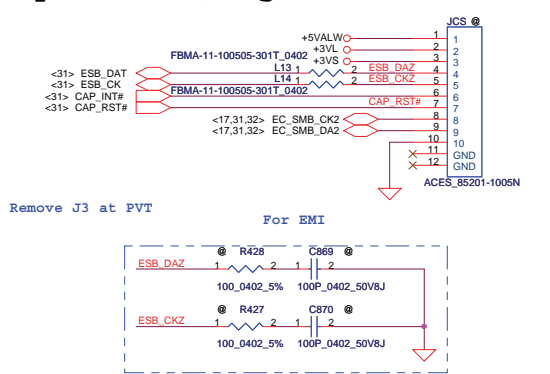 JCS @
+5VALW 1 1
+3VL 2 2
+3VS 3 3
FBMA-11-100505-301T_0402
<31> ESB_DAT L13 1 2 ESB_DAZ 4 4
<31> ESB_CK L14 1 2 ESB_CKZ 5 5
<31> CAP_INT# FBMA-11-100505-301T_0402 6 6
<31> CAP_RST# CAP_RST# 7 7
<17,31,32> EC_SMB_CK2 8 8
<17,31,32> EC_SMB_DA2 9 9
10 10
11 GND
12 GND
ACES_85201-1005N
Remove J3 at PVT
For EMI
@ R428 C869 @
ESB_DAZ 1 2 1 2
100_0402_5% 100P_0402_50V8J
@ R427 C870 @
ESB_CKZ 1 2 1 2
100_0402_5% 100P_0402_50V8J